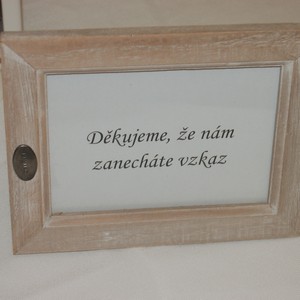 Děkujeme, že nám
zanecháte vzkaz